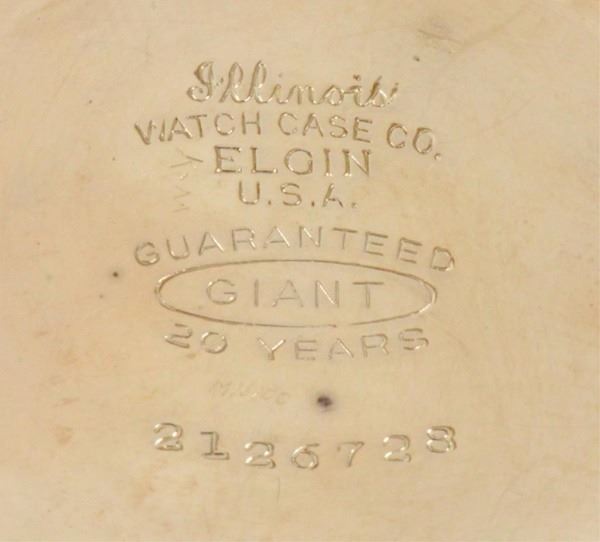 Illinois
WATCH CASE CO.
ELGIN
U.S.A.
GUARANTEED
GIANT
20 YEARS
2126728